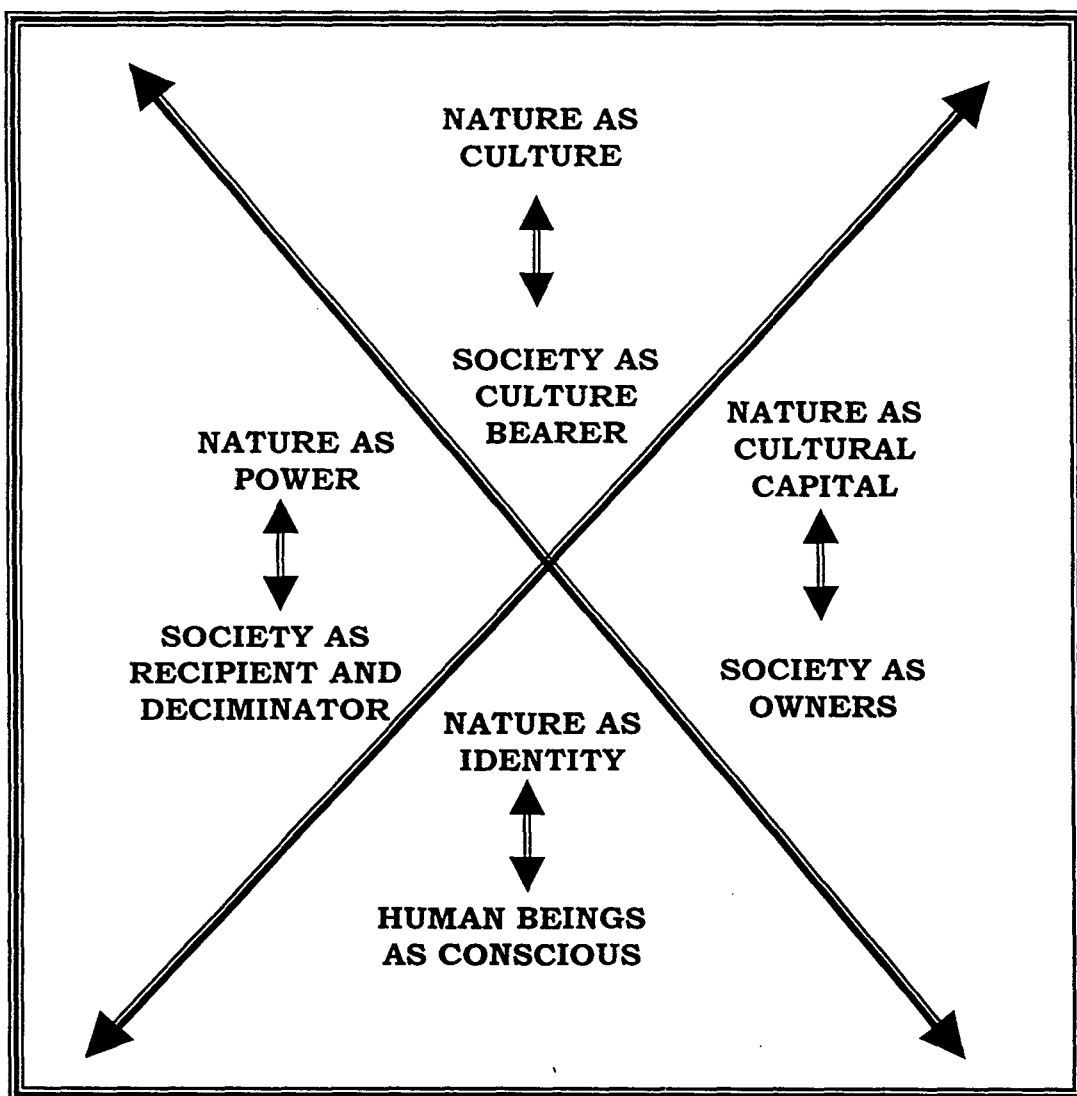 NATURE AS
CULTURE
SOCIETY AS
CULTURE
BEARER
NATURE AS
POWER
SOCIETY AS
RECIPIENT AND
DECIMINATOR
NATURE AS
CULTURAL
CAPITAL
SOCIETY AS
OWNERS
NATURE AS
IDENTITY
HUMAN BEINGS
AS CONSCIOUS